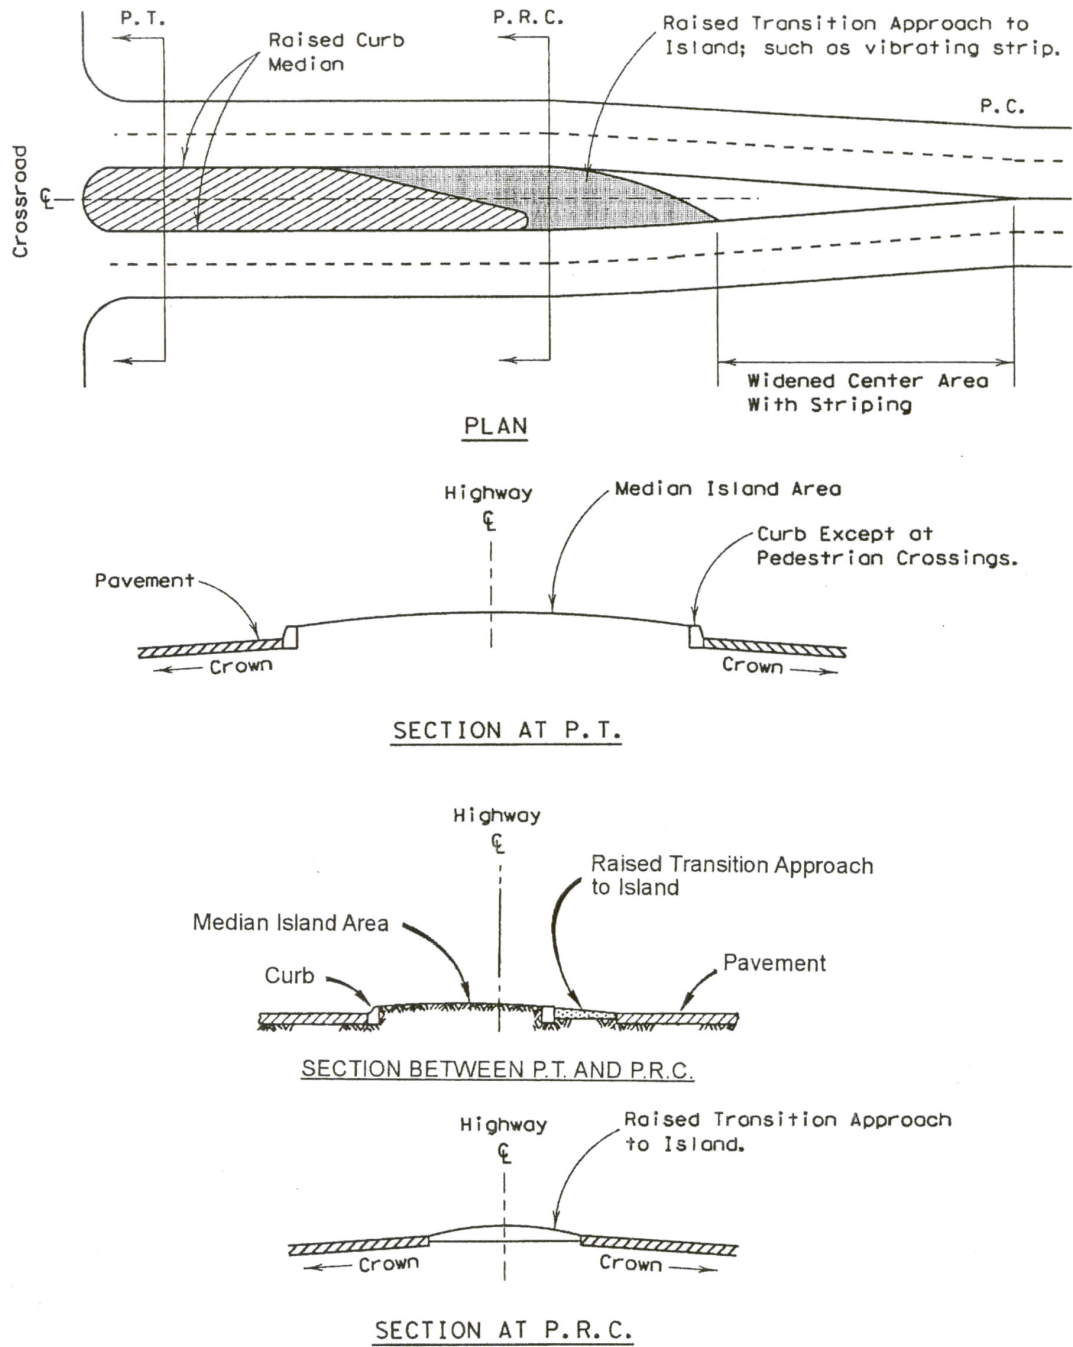 P.T.
P.R.C.
Raised Transition Approach to
Island; such as vibrating strip.
Raised Curb
Median
P.C.
Crossroad
℄
Widened Center Area
With Striping
PLAN
Highway
℄
Median Island Area
Curb Except at
Pedestrian Crossings.
Pavement
Crown
Crown
SECTION AT P.T.
Highway
℄
Raised Transition Approach
to Island
Median Island Area
Curb
Pavement
SECTION BETWEEN P.T. AND P.R.C.
Highway
℄
Raised Transition Approach
to Island.
Crown
Crown
SECTION AT P.R.C.